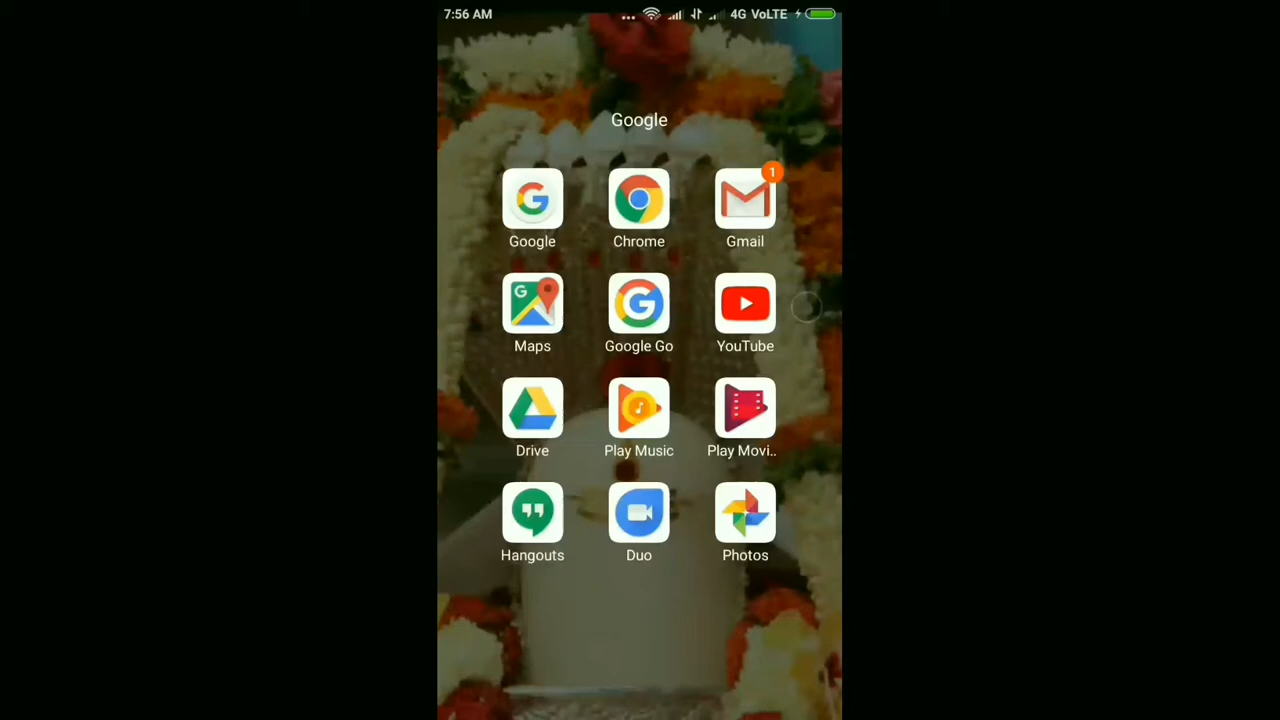 7:56 AM ... 4G VoLTE
Google
Google Chrome Gmail 1
Maps Google Go YouTube
Drive Play Music Play Movi..
Hangouts Duo Photos